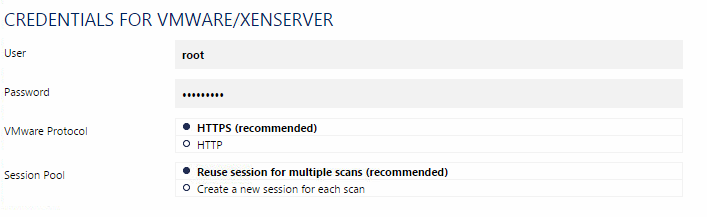 CREDENTIALS FOR VMWARE/XENSERVER
User
root
Password
•••••••••
VMware Protocol
HTTPS (recommended)
HTTP
Session Pool
Reuse session for multiple scans (recommended)
Create a new session for each scan